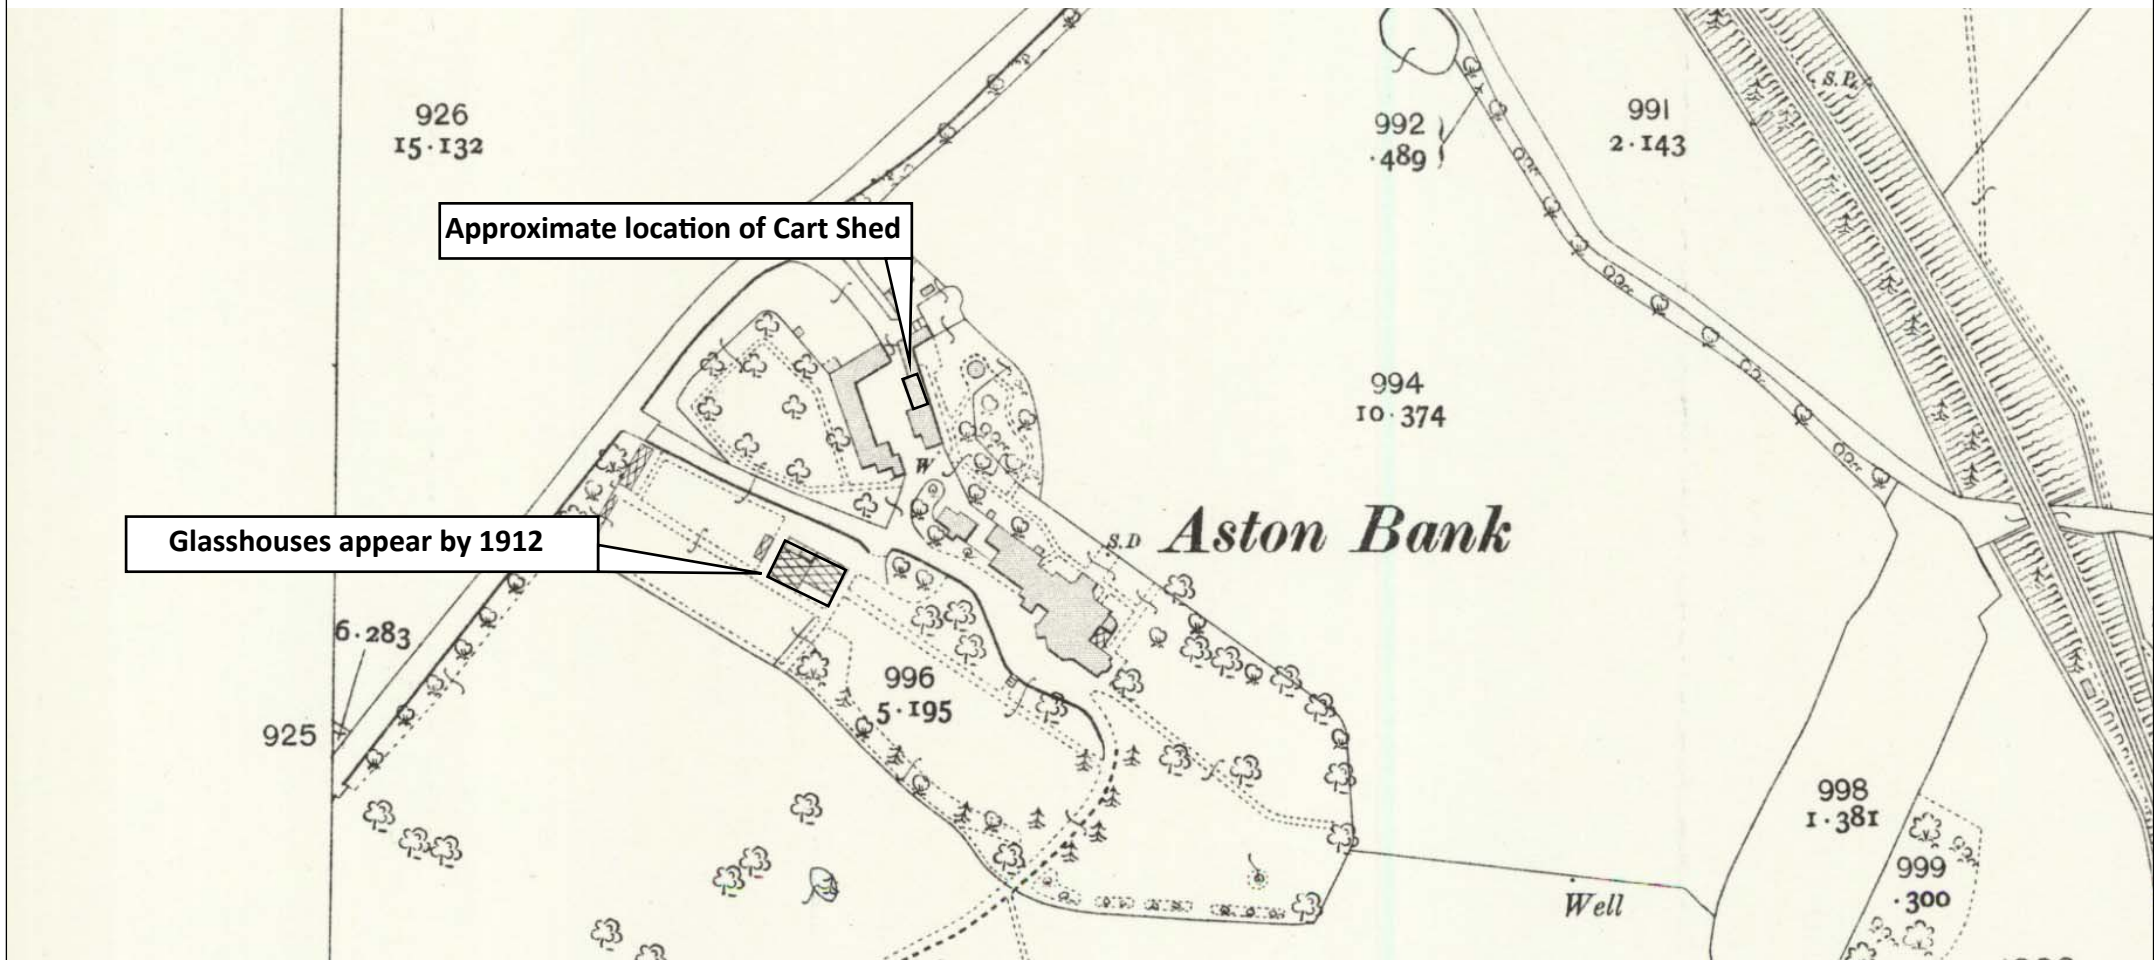 926
15·132
992
·489
991
2·143
S.P.
Approximate location of Cart Shed
994
10·374
W
Glasshouses appear by 1912
S.D
Aston Bank
6·283
925
996
5·195
998
1·381
999
·300
Well